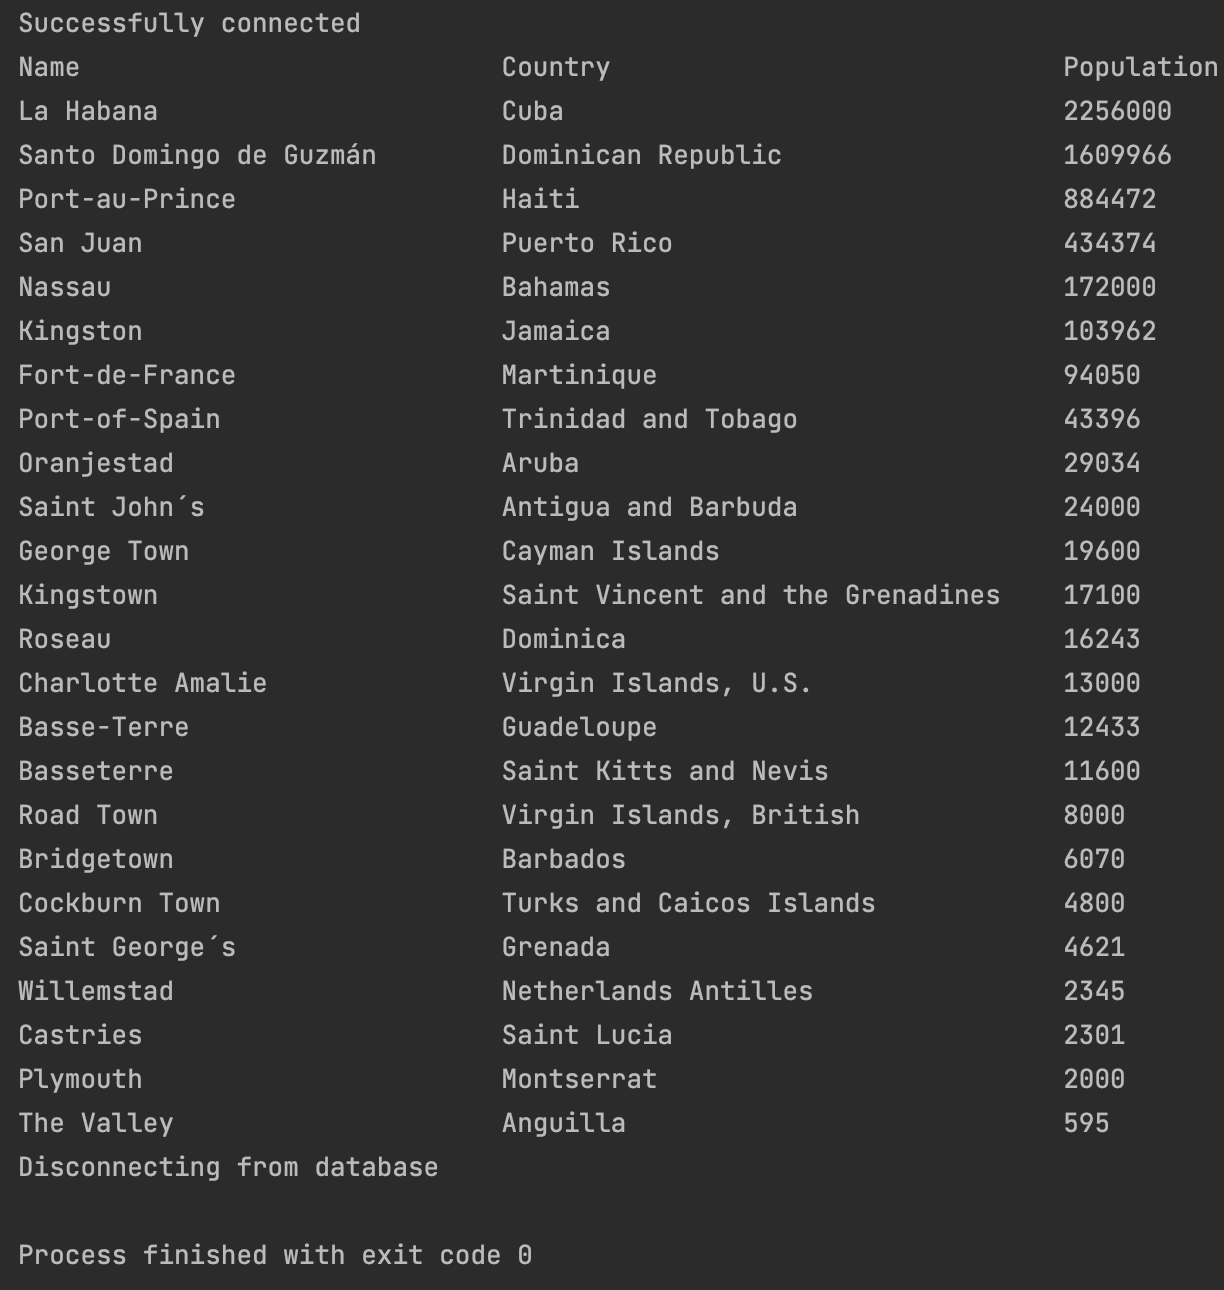 Successfully connected
Name Country Population
La Habana Cuba 2256000
Santo Domingo de Guzmán Dominican Republic 1609966
Port-au-Prince Haiti 884472
San Juan Puerto Rico 434374
Nassau Bahamas 172000
Kingston Jamaica 103962
Fort-de-France Martinique 94050
Port-of-Spain Trinidad and Tobago 43396
Oranjestad Aruba 29034
Saint John´s Antigua and Barbuda 24000
George Town Cayman Islands 19600
Kingstown Saint Vincent and the Grenadines 17100
Roseau Dominica 16243
Charlotte Amalie Virgin Islands, U.S. 13000
Basse-Terre Guadeloupe 12433
Basseterre Saint Kitts and Nevis 11600
Road Town Virgin Islands, British 8000
Bridgetown Barbados 6070
Cockburn Town Turks and Caicos Islands 4800
Saint George´s Grenada 4621
Willemstad Netherlands Antilles 2345
Castries Saint Lucia 2301
Plymouth Montserrat 2000
The Valley Anguilla 595
Disconnecting from database
Process finished with exit code 0